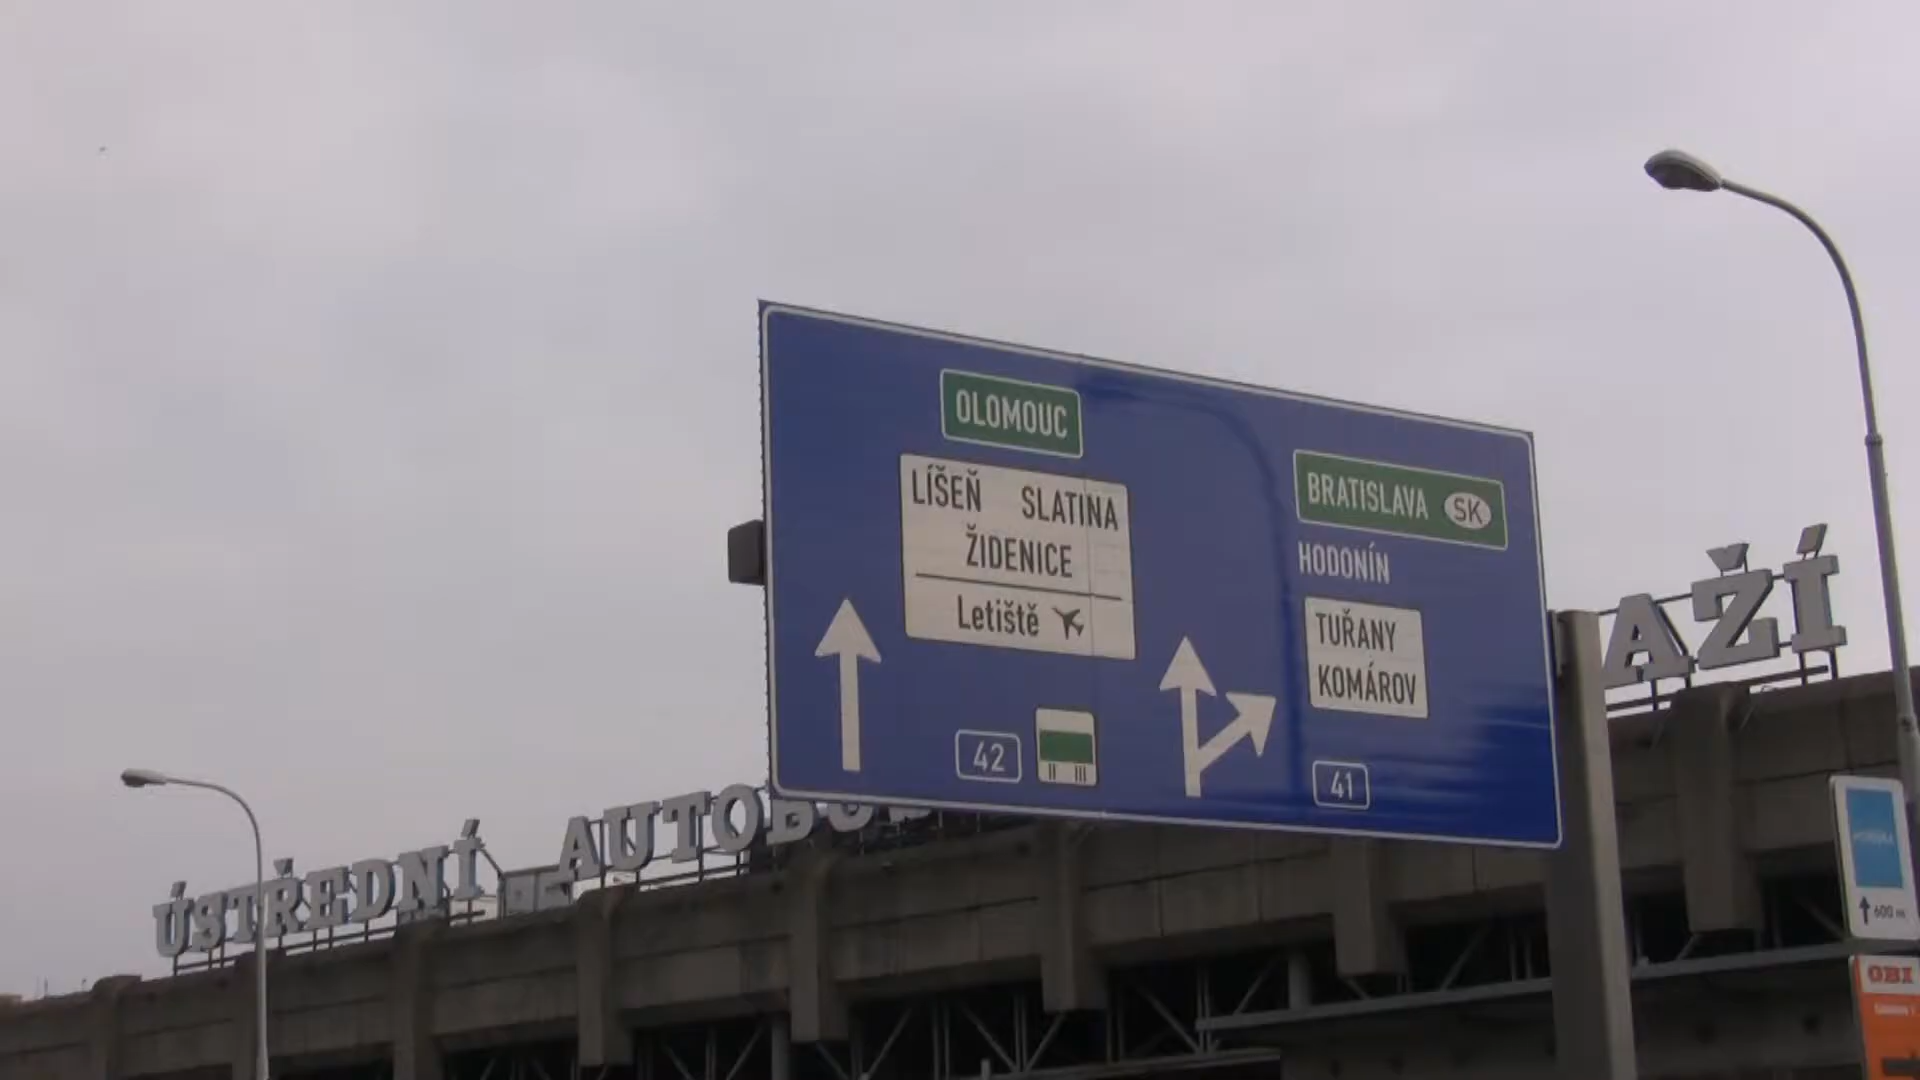 OLOMOUC
LÍŠEŇ SLATINA
ŽIDENICE
Letiště
42
BRATISLAVA SK
HODONÍN
TUŘANY
KOMÁROV
41
ÚSTŘEDNÍ AUTOBU
AŽÍ
600 m
OBI